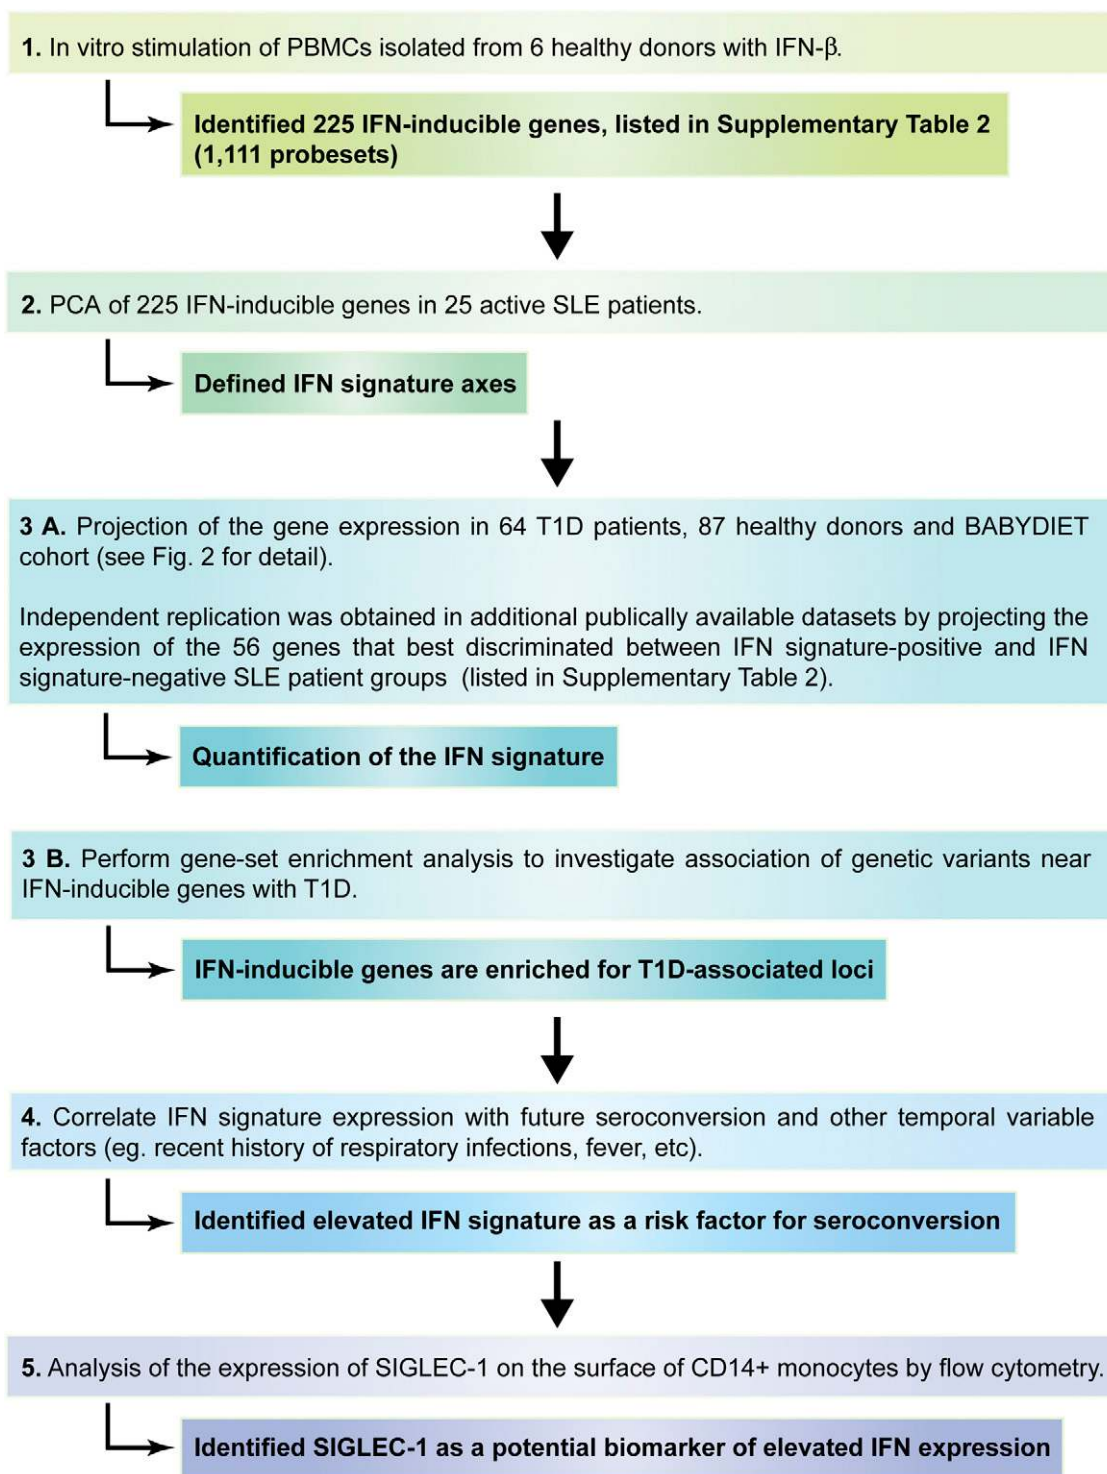 1. In vitro stimulation of PBMCs isolated from 6 healthy donors with IFN-β.
Identified 225 IFN-inducible genes, listed in Supplementary Table 2
(1,111 probesets)
2. PCA of 225 IFN-inducible genes in 25 active SLE patients.
Defined IFN signature axes
3 A. Projection of the gene expression in 64 T1D patients, 87 healthy donors and BABYDIET
cohort (see Fig. 2 for detail).
Independent replication was obtained in additional publically available datasets by projecting the
expression of the 56 genes that best discriminated between IFN signature-positive and IFN
signature-negative SLE patient groups (listed in Supplementary Table 2).
Quantification of the IFN signature
3 B. Perform gene-set enrichment analysis to investigate association of genetic variants near
IFN-inducible genes with T1D.
IFN-inducible genes are enriched for T1D-associated loci
4. Correlate IFN signature expression with future seroconversion and other temporal variable
factors (eg. recent history of respiratory infections, fever, etc).
Identified elevated IFN signature as a risk factor for seroconversion
5. Analysis of the expression of SIGLEC-1 on the surface of CD14+ monocytes by flow cytometry.
Identified SIGLEC-1 as a potential biomarker of elevated IFN expression